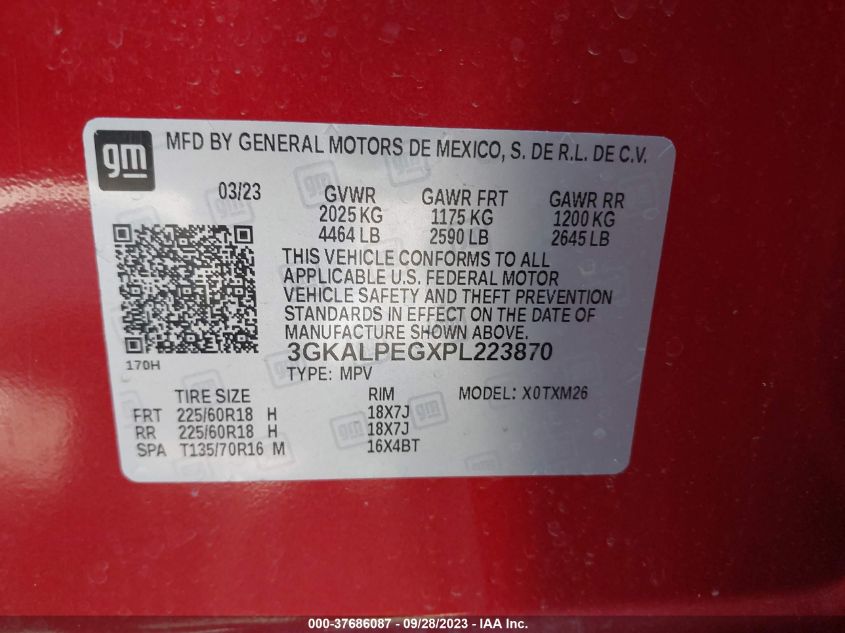 gm
MFD BY GENERAL MOTORS DE MEXICO, S. DE R.L. DE C.V.
03/23 GVWR GAWR FRT GAWR RR
2025 KG 1175 KG 1200 KG
4464 LB 2590 LB 2645 LB
THIS VEHICLE CONFORMS TO ALL
APPLICABLE U.S. FEDERAL MOTOR
VEHICLE SAFETY AND THEFT PREVENTION
STANDARDS IN EFFECT ON THE DATE OF
MANUFACTURE SHOWN ABOVE.
170H 3GKALPEGXPL223870
TYPE: MPV
TIRE SIZE RIM MODEL: X0TXM26
FRT 225/60R18 H 18X7J
RR 225/60R18 H 18X7J
SPA T135/70R16 M 16X4BT
000-37686087 - 09/28/2023 - IAA Inc.